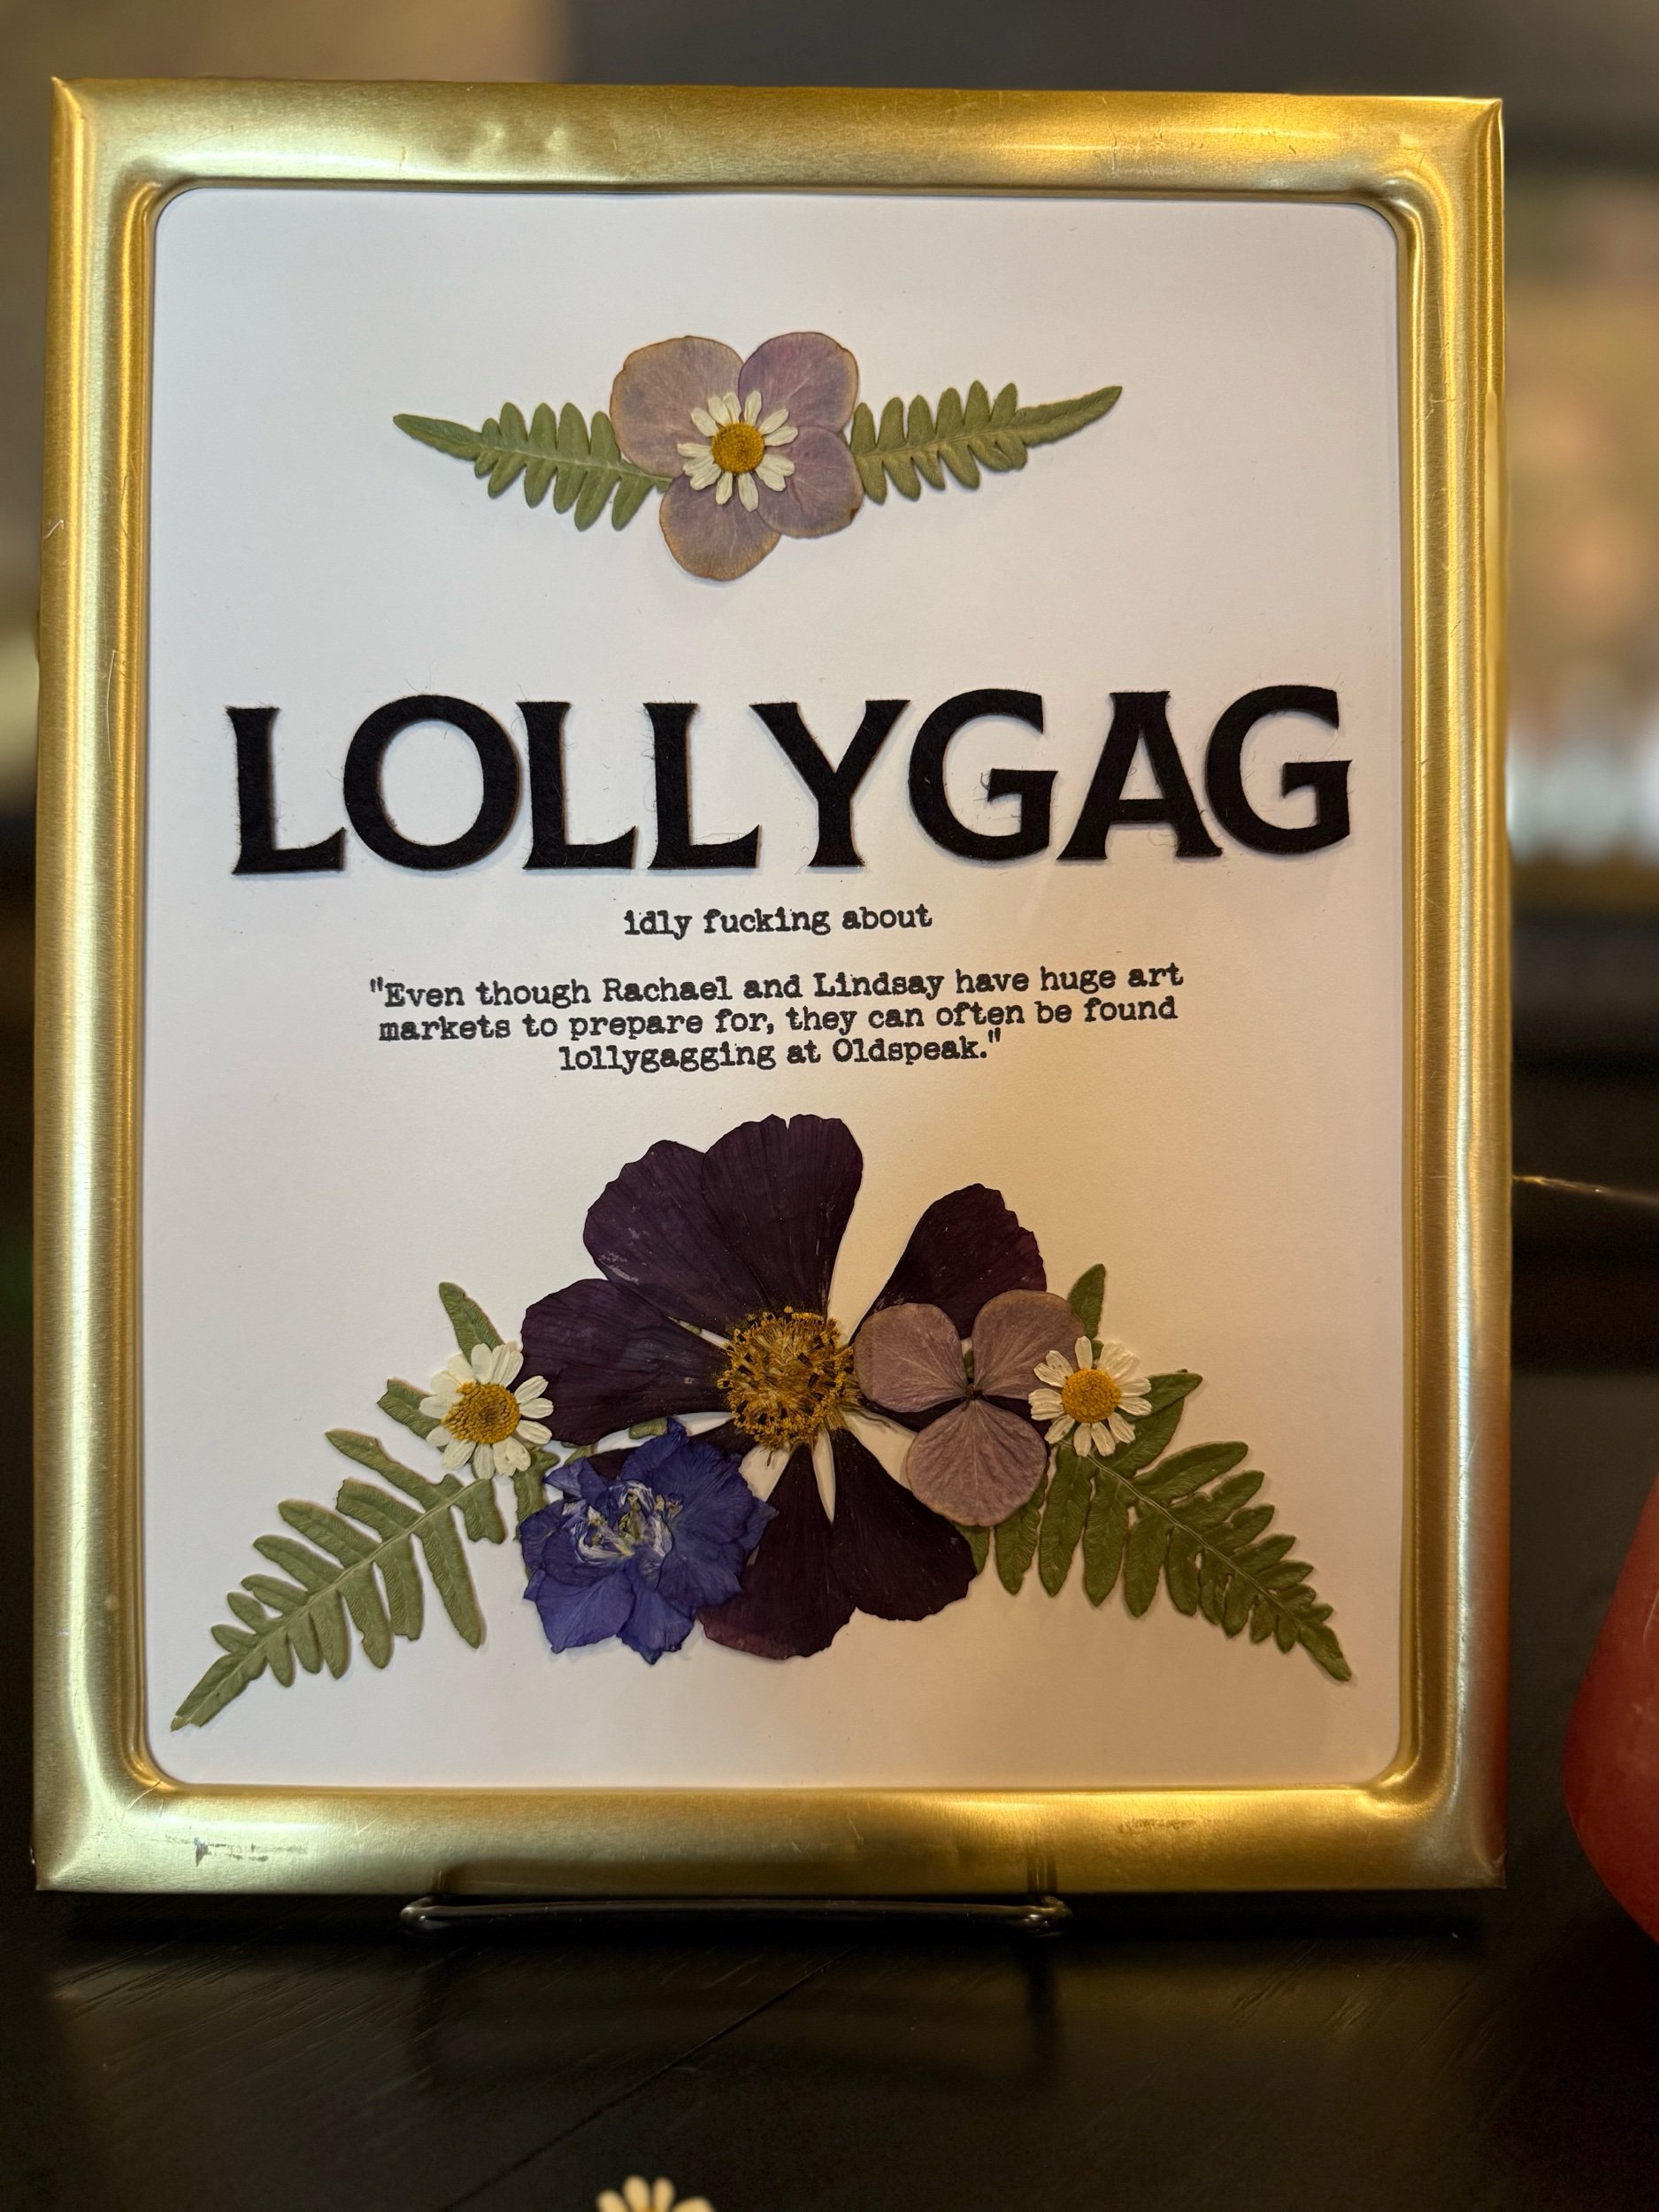 LOLLYGAG
idly fucking about
"Even though Rachael and Lindsay have huge art
markets to prepare for, they can often be found
lollygagging at Oldspeak."